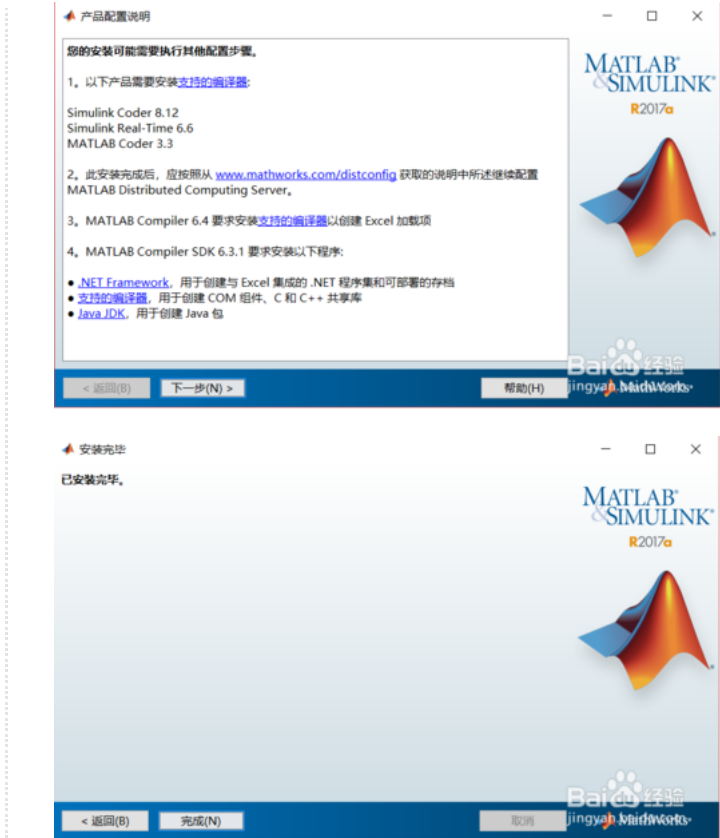 产品配置说明
您的安装可能需要执行其他配置步骤。
1。以下产品需要安装支持的编译器:
Simulink Coder 8.12
Simulink Real-Time 6.6
MATLAB Coder 3.3
2。此安装完成后，应按照从 www.mathworks.com/distconfig 获取的说明中所述继续配置
MATLAB Distributed Computing Server。
3。MATLAB Compiler 6.4 要求安装支持的编译器以创建 Excel 加载项
4。MATLAB Compiler SDK 6.3.1 要求安装以下程序:
● .NET Framework，用于创建与 Excel 集成的 .NET 程序集和可部署的存档
● 支持的编译器，用于创建 COM 组件、C 和 C++ 共享库
● Java JDK，用于创建 Java 包
MATLAB®
&SIMULINK®
R2017a
< 返回(B)
下一步(N) >
帮助(H)
Bai 经验
jingyan.baidu.com
MathWorks®
安装完毕
已安装完毕。
MATLAB®
&SIMULINK®
R2017a
< 返回(B)
完成(N)
取消
Bai 经验
jingyan.baidu.com
MathWorks®